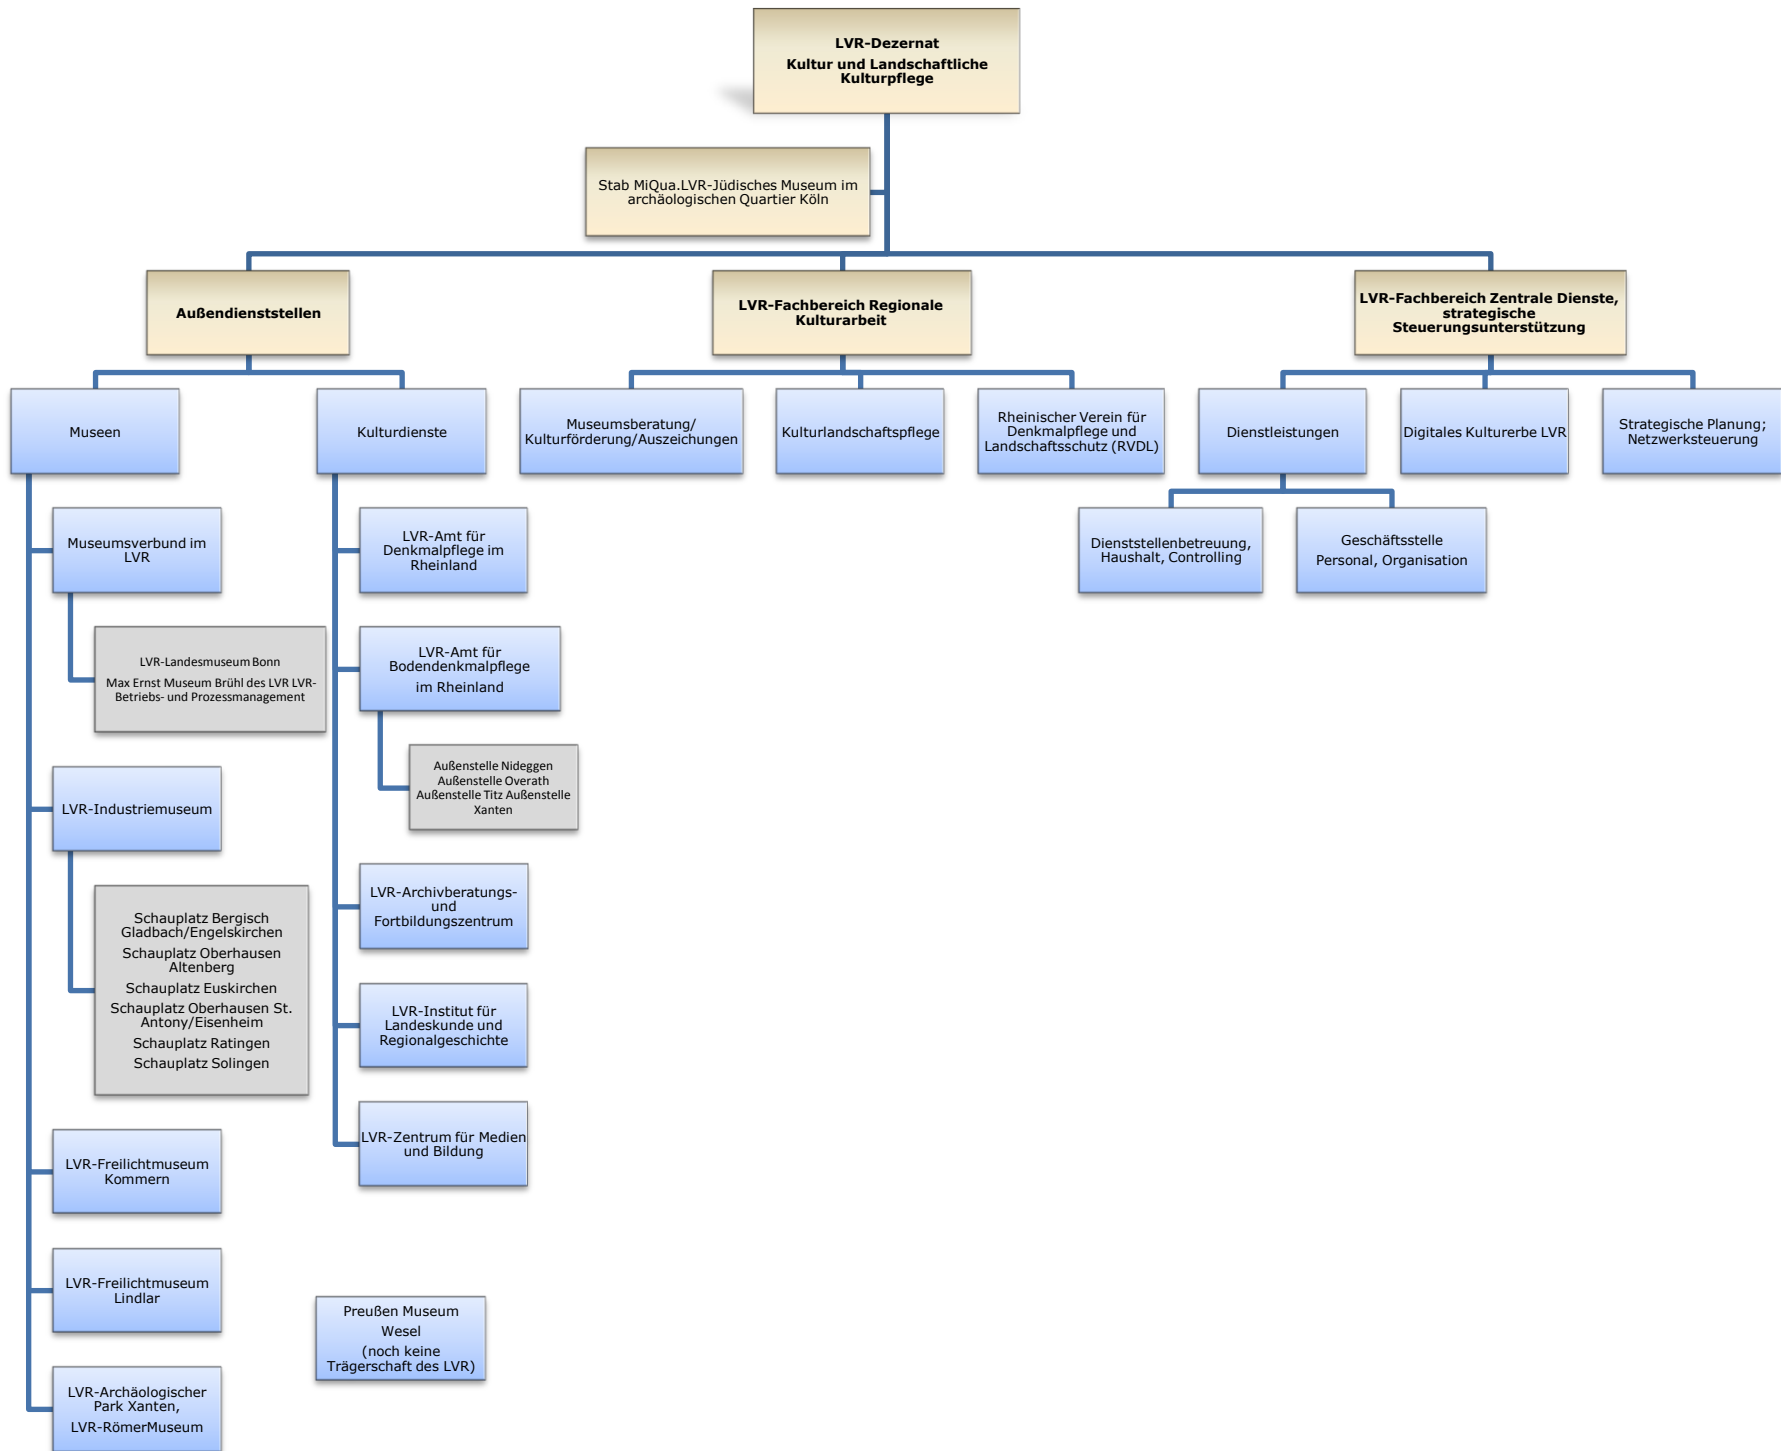 LVR-Dezernat
Kultur und Landschaftliche
Kulturpflege
Stab MiQua.LVR-Jüdisches Museum im
archäologischen Quartier Köln
Außendienststellen
LVR-Fachbereich Regionale
Kulturarbeit
LVR-Fachbereich Zentrale Dienste,
strategische
Steuerungsunterstützung
Museen
Kulturdienste
Museumsberatung/
Kulturförderung/Auszeichungen
Kulturlandschaftspflege
Rheinischer Verein für
Denkmalpflege und
Landschaftsschutz (RVDL)
Dienstleistungen
Digitales Kulturerbe LVR
Strategische Planung;
Netzwerksteuerung
Museumsverbund im
LVR
LVR-Amt für
Denkmalpflege im
Rheinland
Dienststellenbetreuung,
Haushalt, Controlling
Geschäftsstelle
Personal, Organisation
LVR-Landesmuseum Bonn
Max Ernst Museum Brühl des LVR LVR-
Betriebs- und Prozessmanagement
LVR-Amt für
Bodendenkmalpflege
im Rheinland
Außenstelle Nideggen
Außenstelle Overath
Außenstelle Titz Außenstelle
Xanten
LVR-Industriemuseum
Schauplatz Bergisch
Gladbach/Engelskirchen
Schauplatz Oberhausen
Altenberg
Schauplatz Euskirchen
Schauplatz Oberhausen St.
Antony/Eisenheim
Schauplatz Ratingen
Schauplatz Solingen
LVR-Archivberatungs-
und
Fortbildungszentrum
LVR-Institut für
Landeskunde und
Regionalgeschichte
LVR-Zentrum für Medien
und Bildung
LVR-Freilichtmuseum
Kommern
LVR-Freilichtmuseum
Lindlar
Preußen Museum
Wesel
(noch keine
Trägerschaft des LVR)
LVR-Archäologischer
Park Xanten,
LVR-RömerMuseum